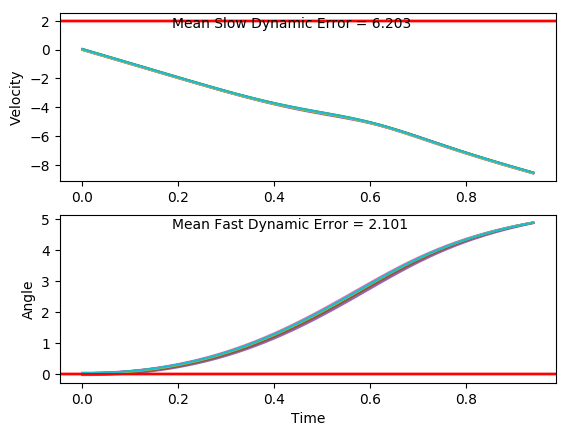 Mean Slow Dynamic Error = 6.203
2
0
−2
−4
−6
−8
Velocity
0.0 0.2 0.4 0.6 0.8
Mean Fast Dynamic Error = 2.101
5
4
3
2
1
0
Angle
0.0 0.2 0.4 0.6 0.8
Time